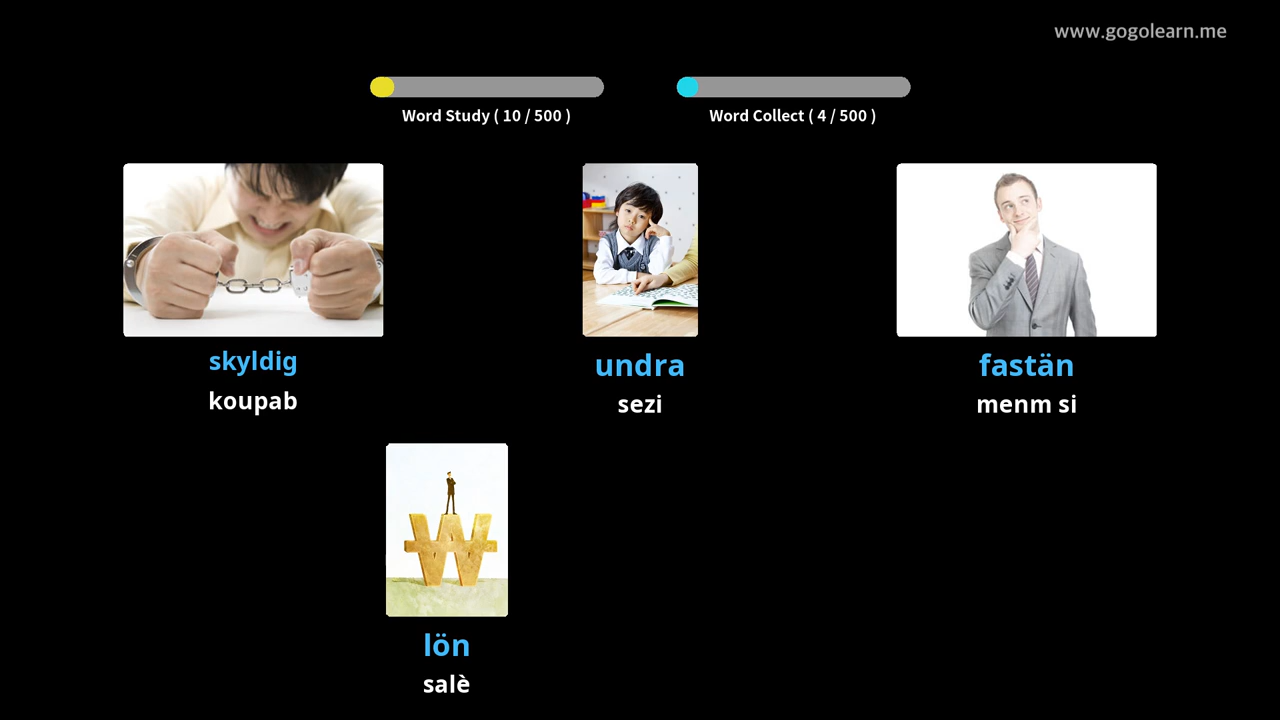 www.gogolearn.me
Word Study ( 10 / 500 )
Word Collect ( 4 / 500 )
skyldig
koupab
undra
sezi
fastän
menm si
lön
salè